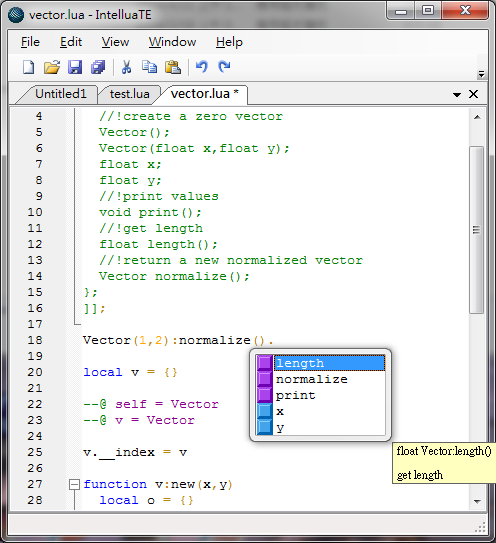 vector.lua - IntelluaTE
File Edit View Window Help
Untitled1 test.lua vector.lua *
4 //!create a zero vector
5 Vector();
6 Vector(float x,float y);
7 float x;
8 float y;
9 //!print values
10 void print();
11 //!get length
12 float length();
13 //!return a new normalized vector
14 Vector normalize();
15 };
16 ]];
17
18 Vector(1,2):normalize().
19
20 local v = {}
21
22 --@ self = Vector
23 --@ v = Vector
24
25 v.__index = v
26
27 function v:new(x,y)
28 local o = {}
length
normalize
print
x
y
float Vector:length()
get length